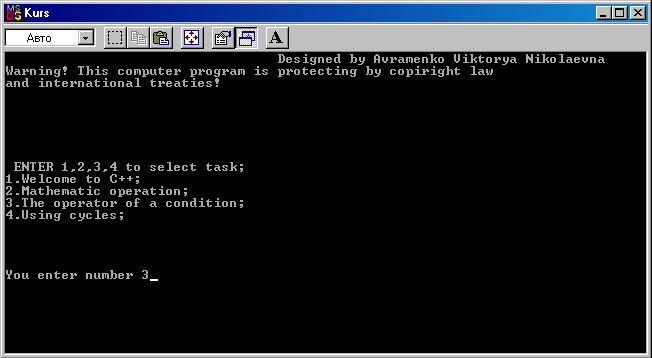 Kurs
Авто
Designed by Avramenko Viktorya Nikolaevna
Warning! This computer program is protecting by copiright law
and international treaties!
ENTER 1,2,3,4 to select task;
1.Welcome to C++;
2.Mathematic operation;
3.The operator of a condition;
4.Using cycles;
You enter number 3